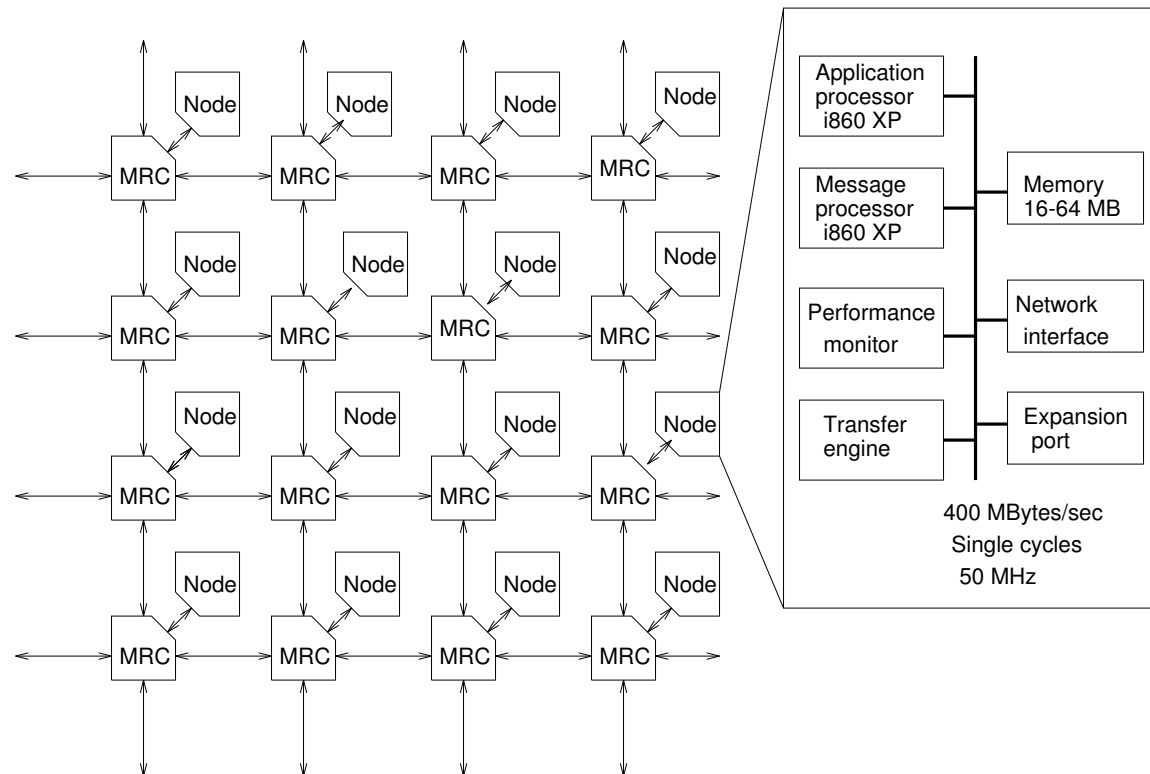 Node Node Node Node
MRC MRC MRC MRC
Node Node Node Node
MRC MRC MRC MRC
Node Node Node Node
MRC MRC MRC MRC
Node Node Node Node
MRC MRC MRC MRC
Application
processor
i860 XP
Message
processor
i860 XP
Performance
monitor
Transfer
engine
Memory
16-64 MB
Network
interface
Expansion
port
400 MBytes/sec
Single cycles
50 MHz